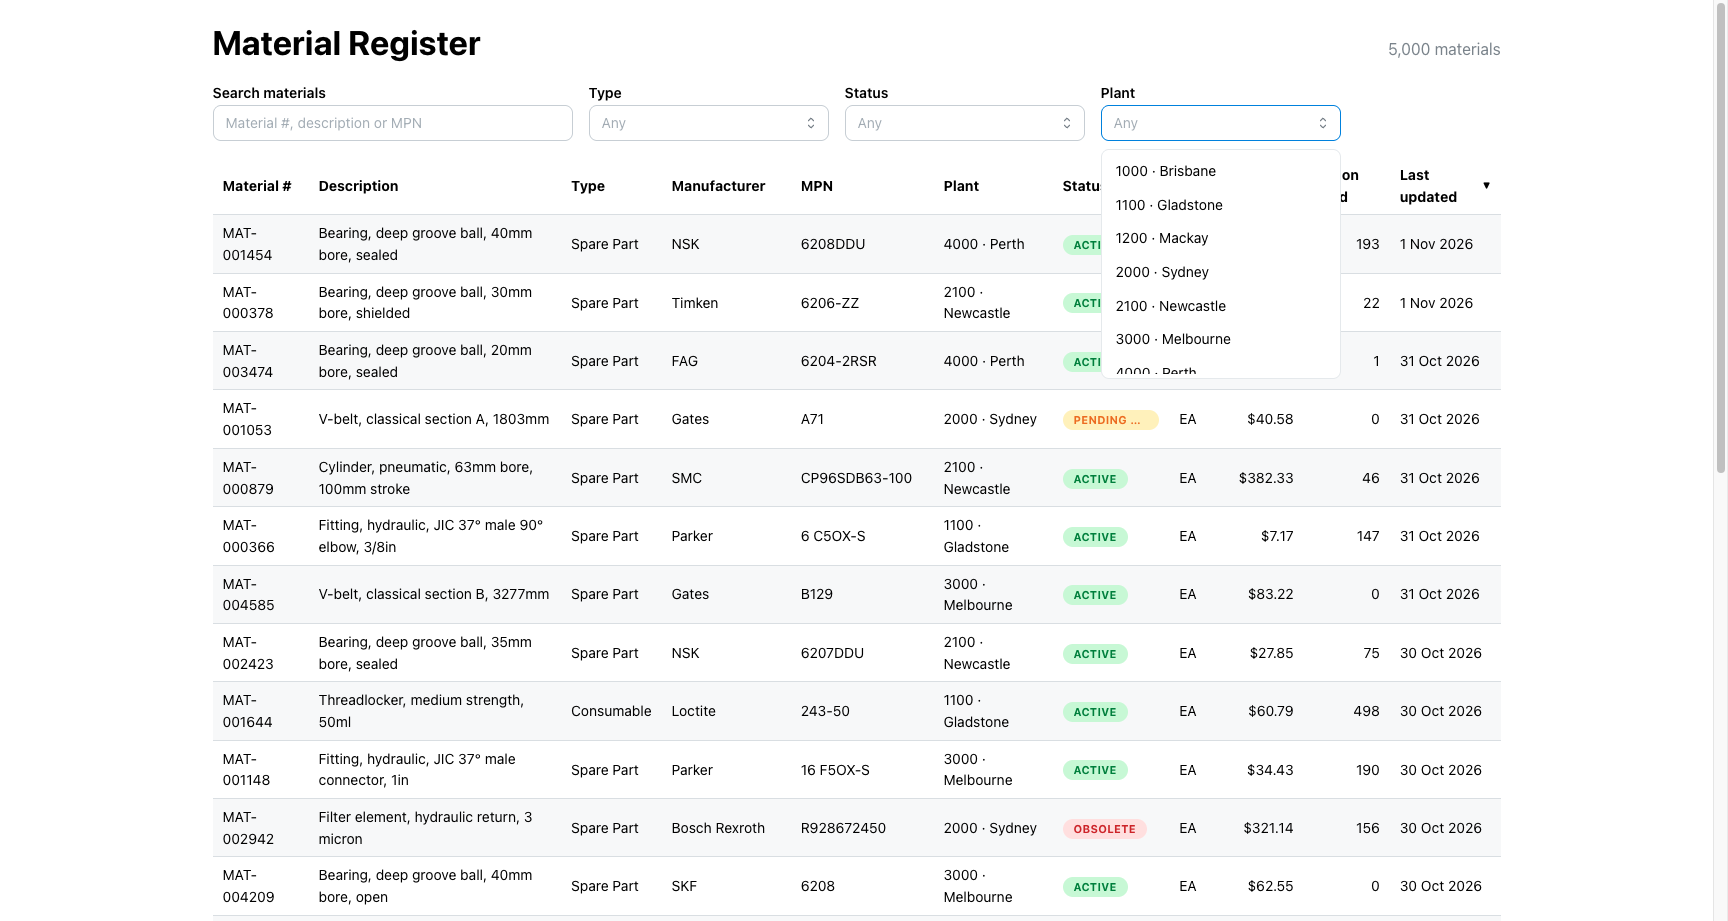 Material Register
5,000 materials
Search materials
Type
Status
Plant
Material #, description or MPN
Any
Any
Any
1000 · Brisbane
1100 · Gladstone
1200 · Mackay
2000 · Sydney
2100 · Newcastle
3000 · Melbourne
4000 · Perth
Material #
Description
Type
Manufacturer
MPN
Plant
Last
updated
▼
MAT-
001454
Bearing, deep groove ball, 40mm
bore, sealed
Spare Part
NSK
6208DDU
4000 · Perth
193
1 Nov 2026
MAT-
000378
Bearing, deep groove ball, 30mm
bore, shielded
Spare Part
Timken
6206-ZZ
2100 ·
Newcastle
22
1 Nov 2026
MAT-
003474
Bearing, deep groove ball, 20mm
bore, sealed
Spare Part
FAG
6204-2RSR
4000 · Perth
1
31 Oct 2026
MAT-
001053
V-belt, classical section A, 1803mm
Spare Part
Gates
A71
2000 · Sydney
PENDING ...
EA
$40.58
0
31 Oct 2026
MAT-
000879
Cylinder, pneumatic, 63mm bore,
100mm stroke
Spare Part
SMC
CP96SDB63-100
2100 ·
Newcastle
ACTIVE
EA
$382.33
46
31 Oct 2026
MAT-
000366
Fitting, hydraulic, JIC 37° male 90°
elbow, 3/8in
Spare Part
Parker
6 C5OX-S
1100 ·
Gladstone
ACTIVE
EA
$7.17
147
31 Oct 2026
MAT-
004585
V-belt, classical section B, 3277mm
Spare Part
Gates
B129
3000 ·
Melbourne
ACTIVE
EA
$83.22
0
31 Oct 2026
MAT-
002423
Bearing, deep groove ball, 35mm
bore, sealed
Spare Part
NSK
6207DDU
2100 ·
Newcastle
ACTIVE
EA
$27.85
75
30 Oct 2026
MAT-
001644
Threadlocker, medium strength,
50ml
Consumable
Loctite
243-50
1100 ·
Gladstone
ACTIVE
EA
$60.79
498
30 Oct 2026
MAT-
001148
Fitting, hydraulic, JIC 37° male
connector, 1in
Spare Part
Parker
16 F5OX-S
3000 ·
Melbourne
ACTIVE
EA
$34.43
190
30 Oct 2026
MAT-
002942
Filter element, hydraulic return, 3
micron
Spare Part
Bosch Rexroth
R928672450
2000 · Sydney
OBSOLETE
EA
$321.14
156
30 Oct 2026
MAT-
004209
Bearing, deep groove ball, 40mm
bore, open
Spare Part
SKF
6208
3000 ·
Melbourne
ACTIVE
EA
$62.55
0
30 Oct 2026